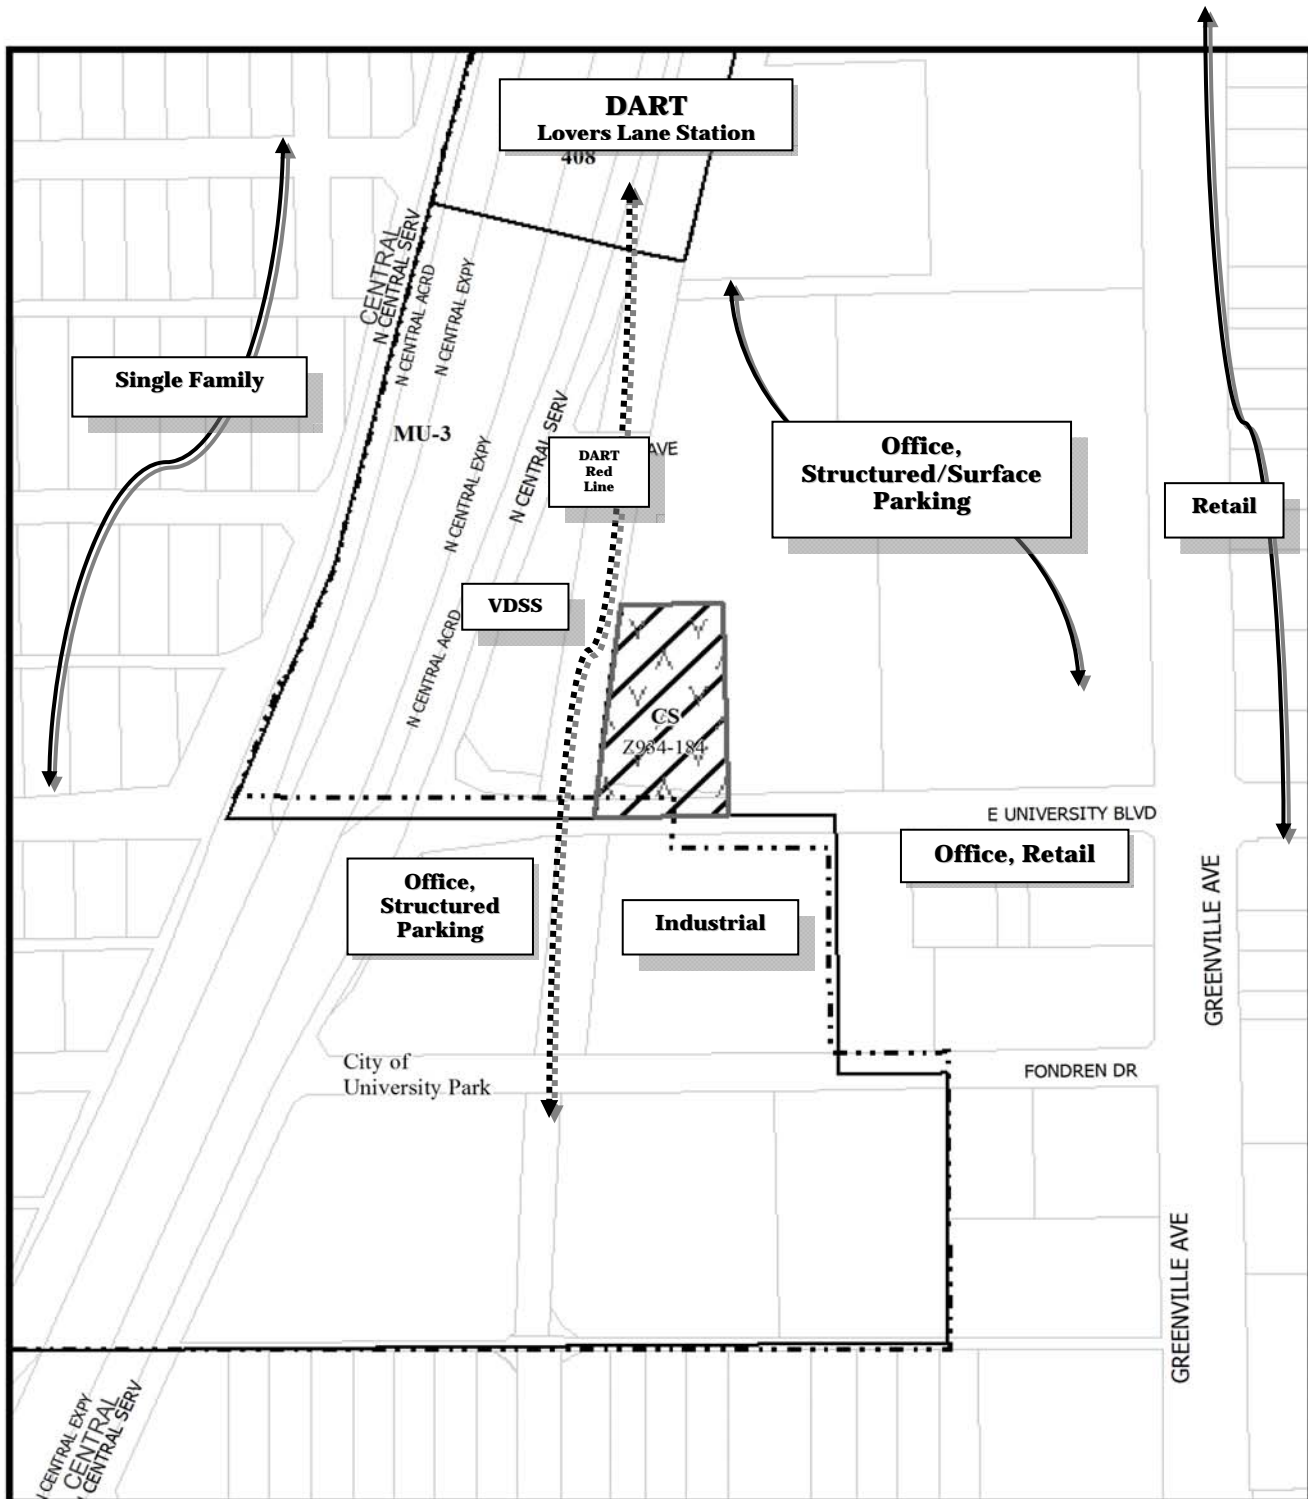 DART
Lovers Lane Station
408
CENTRAL
N CENTRAL SERV
N CENTRAL ACRD
N CENTRAL EXPY
Single Family
MU-3
N CENTRAL EXPY
N CENTRAL SERV
DART
Red
Line
AVE
Office,
Structured/Surface
Parking
Retail
VDSS
N CENTRAL ACRD
CS
Z934-184
E UNIVERSITY BLVD
Office, Retail
Office,
Structured
Parking
Industrial
GREENVILLE AVE
City of
University Park
FONDREN DR
GREENVILLE AVE
N CENTRAL EXPY
CENTRAL
N CENTRAL SERV